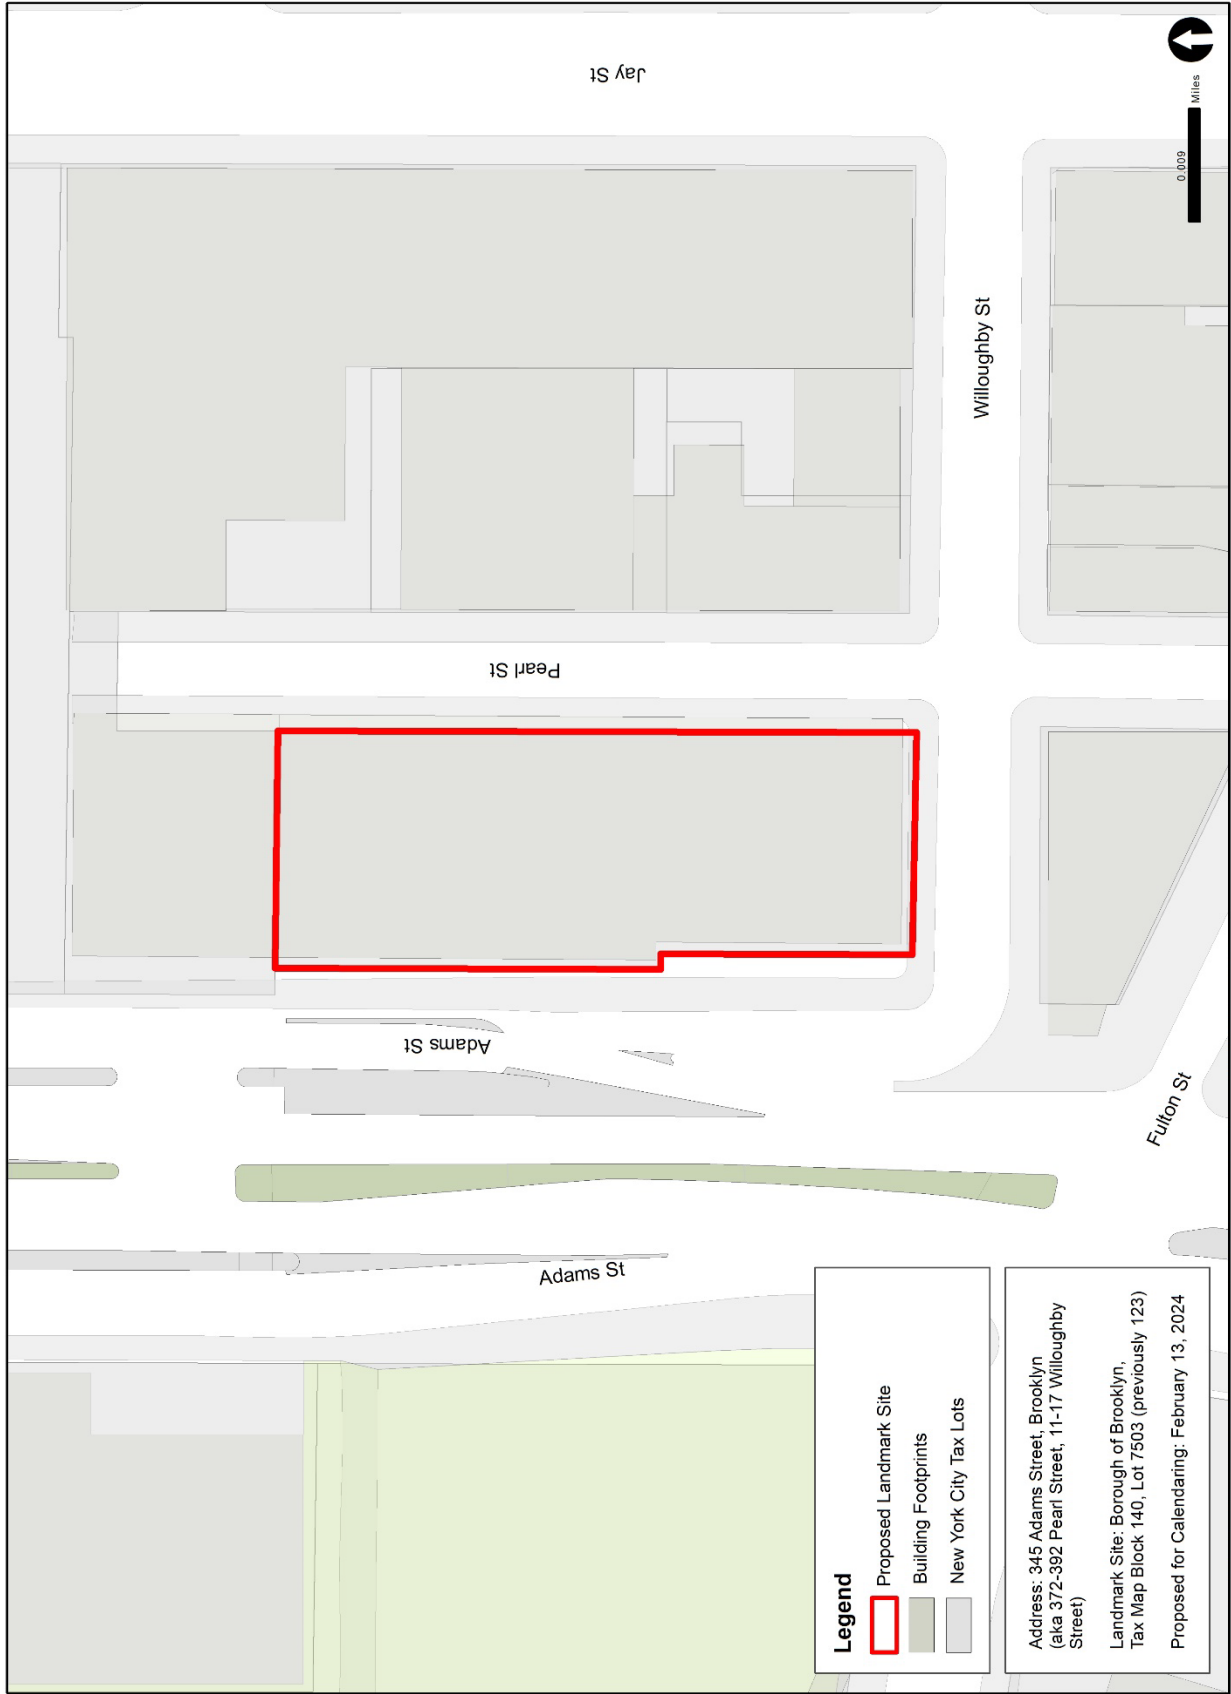 Jay St
Miles
0.009
Willoughby St
Pearl St
Adams St
Fulton St
Adams St
Legend
Proposed Landmark Site
Building Footprints
New York City Tax Lots
Address: 345 Adams Street, Brooklyn
(aka 372-392 Pearl Street, 11-17 Willoughby
Street)
Landmark Site: Borough of Brooklyn,
Tax Map Block 140, Lot 7503 (previously 123)
Proposed for Calendaring: February 13, 2024